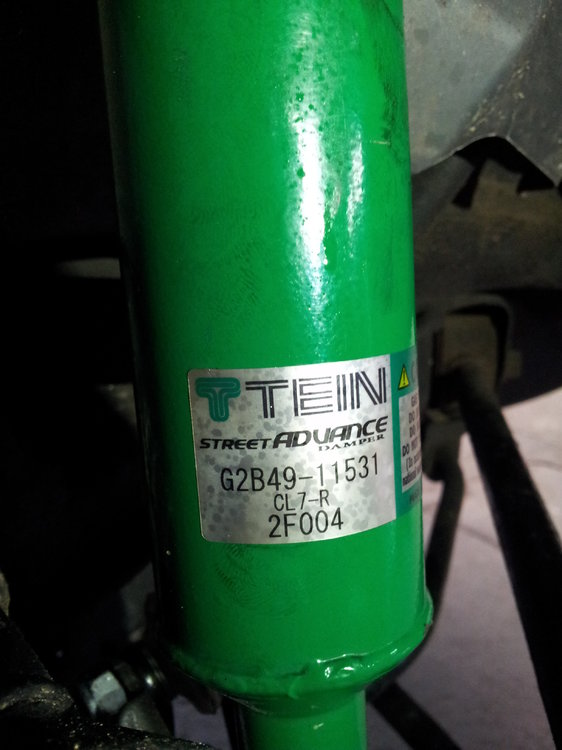 TEIN
STREET ADVANCE
DAMPER
G2B49-11531
CL7-R
2F004